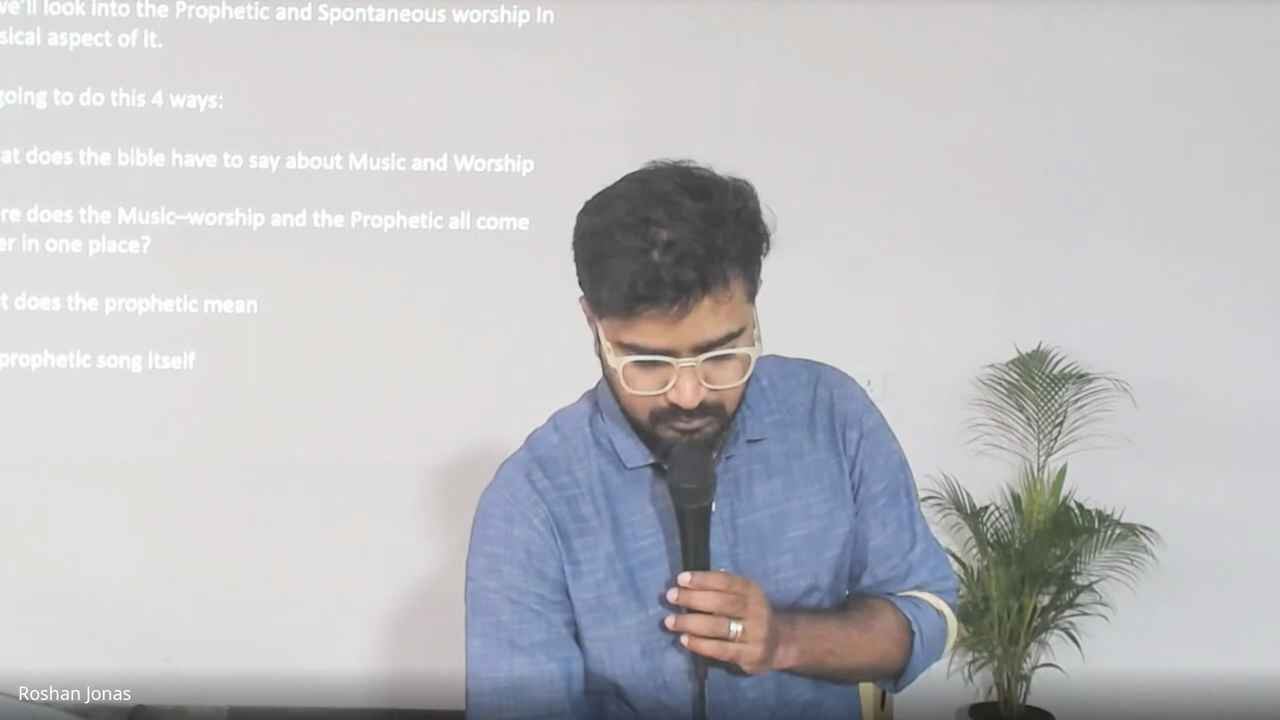 we'll look into the Prophetic and Spontaneous worship In
sical aspect of it.
going to do this 4 ways:
at does the bible have to say about Music and Worship
re does the Music–worship and the Prophetic all come
er in one place?
t does the prophetic mean
prophetic song itself
Roshan Jonas